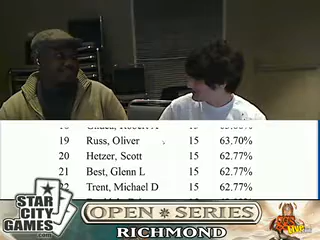 19 Russ, Oliver 15 63.70%
20 Hetzer, Scott 15 62.77%
21 Best, Glenn L 15 62.77%
22 Trent, Michael D 15 62.77%
STAR
CITY
GAMES
.COM
OPEN SERIES
RICHMOND